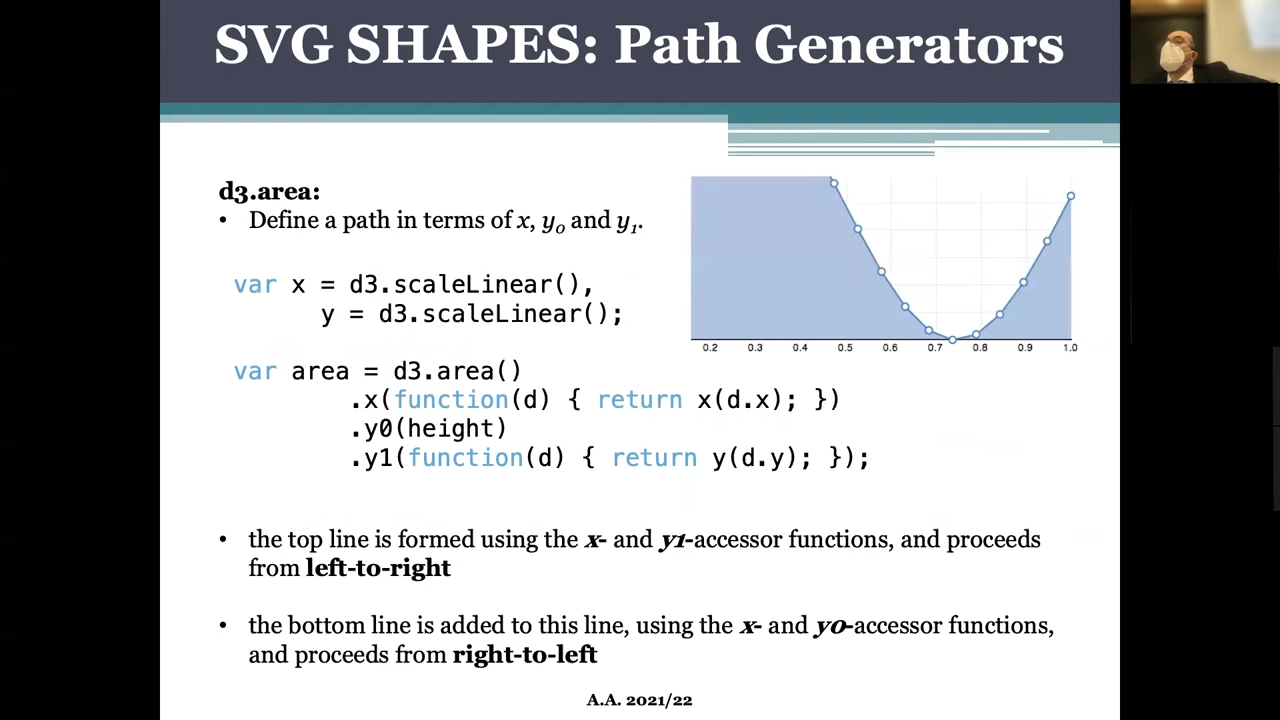 SVG SHAPES: Path Generators
d3.area:
• Define a path in terms of x, y0 and y1.
var x = d3.scaleLinear(),
y = d3.scaleLinear();
0.2 0.3 0.4 0.5 0.6 0.7 0.8 0.9 1.0
var area = d3.area()
.x(function(d) { return x(d.x); })
.y0(height)
.y1(function(d) { return y(d.y); });
• the top line is formed using the x- and y1-accessor functions, and proceeds
from left-to-right
• the bottom line is added to this line, using the x- and y0-accessor functions,
and proceeds from right-to-left
A.A. 2021/22